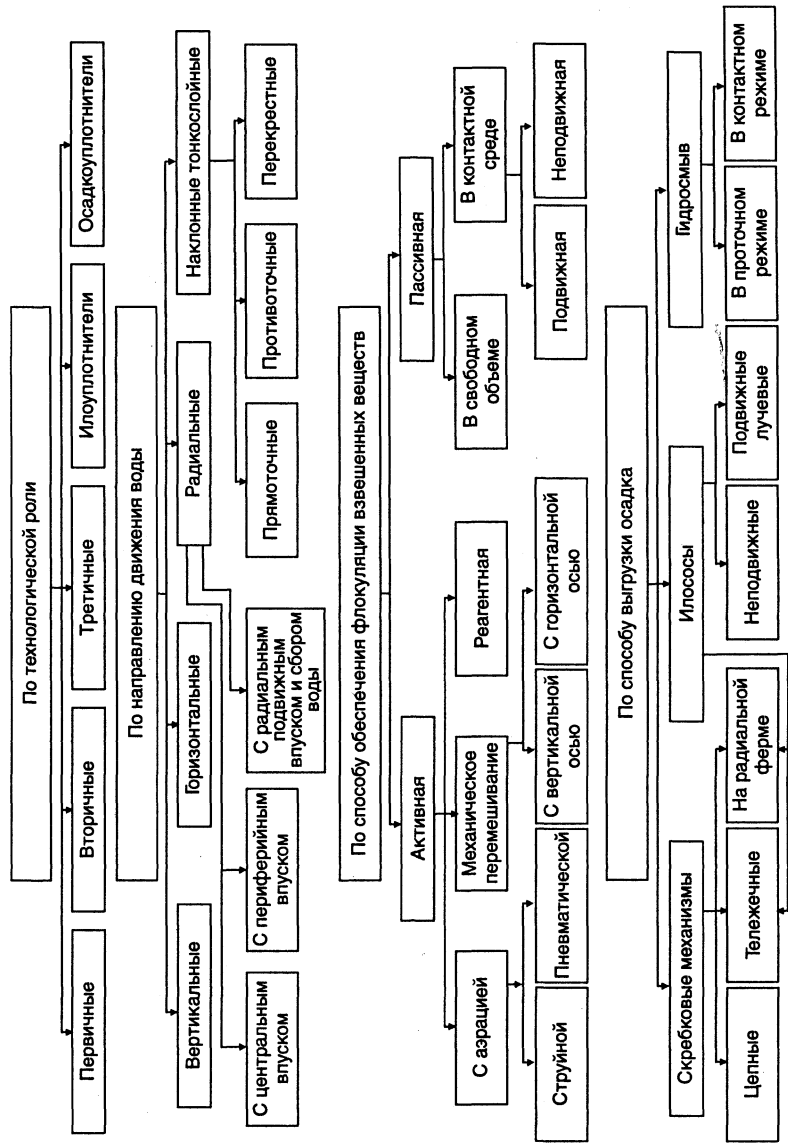 По технологической роли
Первичные
Вторичные
Третичные
Илоуплотнители
Осадкоуплотнители
По направлению движения воды
Вертикальные
Горизонтальные
Радиальные
Наклонные тонкослойные
С центральным
впуском
С периферийным
впуском
С радиальным
подвижным
впуском и сбором
воды
Прямоточные
Противоточные
Перекрестные
По способу обеспечения флокуляции взвешенных веществ
Активная
Пассивная
С аэрацией
Механическое
перемешивание
Реагентная
В свободном
объеме
В контактной
среде
Струйной
Пневматической
С вертикальной
осью
С горизонтальной
осью
Подвижная
Неподвижная
По способу выгрузки осадка
Скребковые механизмы
Илососы
Гидросмыв
Цепные
Тележечные
На радиальной
ферме
Неподвижные
Подвижные
лучевые
В проточном
режиме
В контактном
режиме